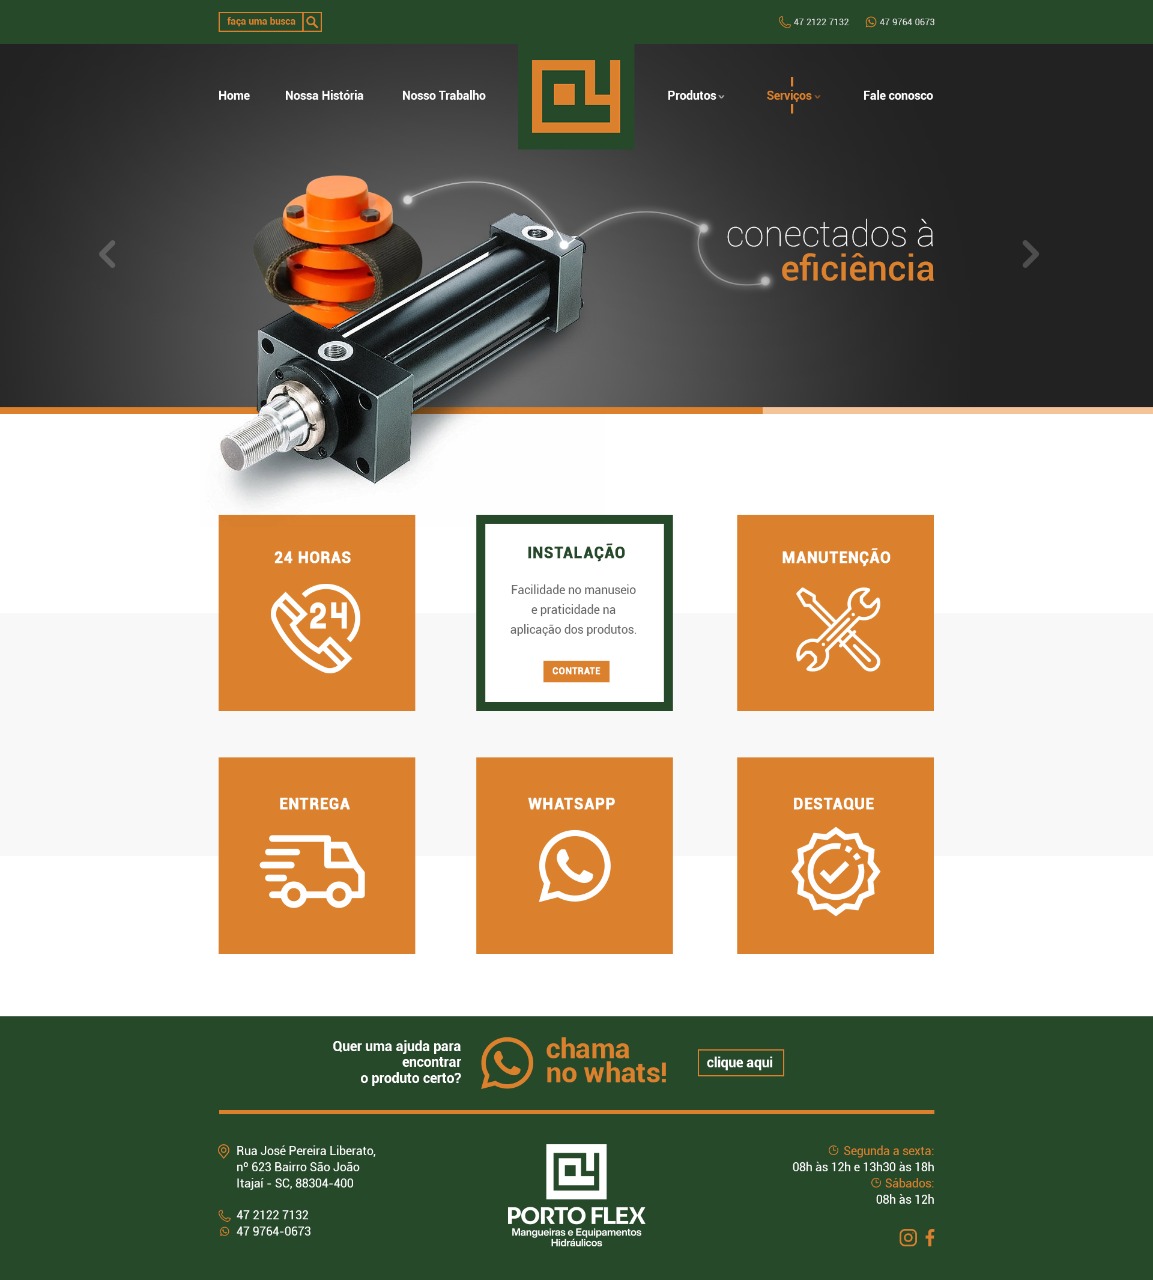 faça uma busca
47 2122 7132
47 9764 0673
Home
Nossa História
Nosso Trabalho
Produtos
Serviços
Fale conosco
conectados à
eficiência
24 HORAS
24
INSTALAÇÃO
Facilidade no manuseio
e praticidade na
aplicação dos produtos.
CONTRATE
MANUTENÇÃO
ENTREGA
WHATSAPP
DESTAQUE
Quer uma ajuda para
encontrar
o produto certo?
chama
no whats!
clique aqui
Rua José Pereira Liberato,
nº 623 Bairro São João
Itajaí - SC, 88304-400
47 2122 7132
47 9764-0673
PORTO FLEX
Mangueiras e Equipamentos
Hidráulicos
Segunda a sexta:
08h às 12h e 13h30 às 18h
Sábados:
08h às 12h